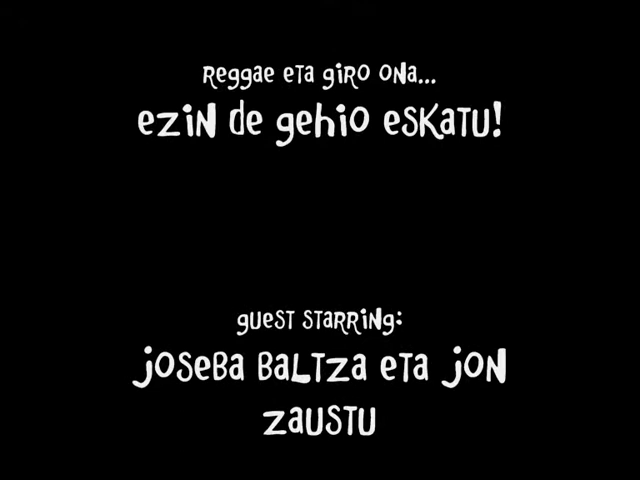 Reggae eta giro ona...
ezin de gehio eskatu!
guest starring:
Joseba Baltza eta Jon
Zaustu